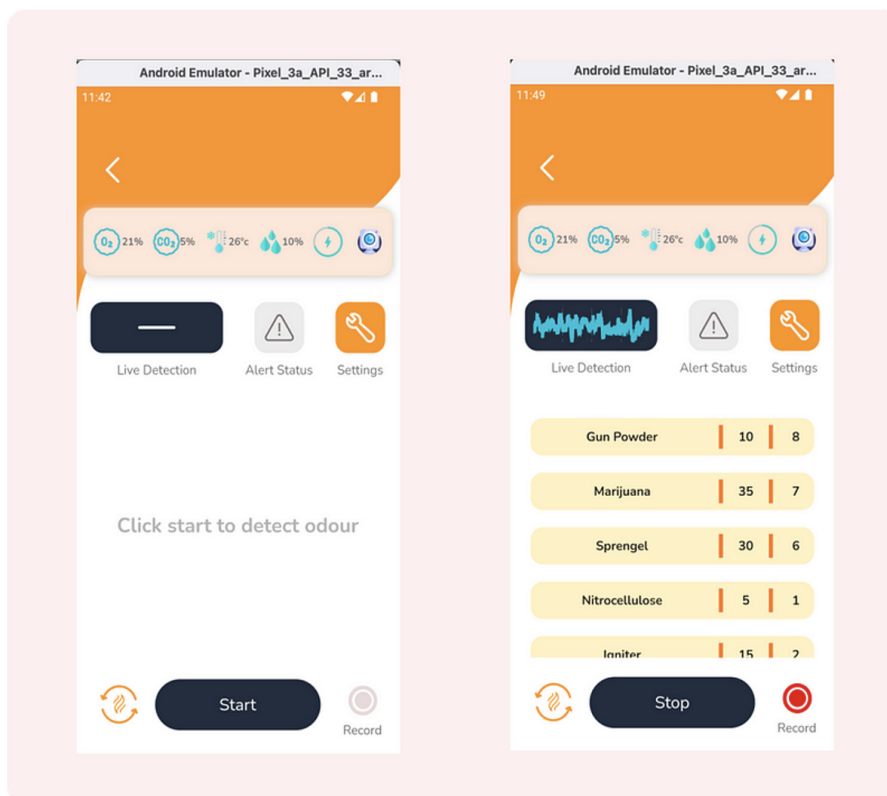 Android Emulator - Pixel_3a_API_33_ar...
11:42
O₂ 21% CO₂ 5% 26°c 10%
Live Detection Alert Status Settings
Click start to detect odour
Start
Record
Android Emulator - Pixel_3a_API_33_ar...
11:49
O₂ 21% CO₂ 5% 26°c 10%
Live Detection Alert Status Settings
Gun Powder 10 8
Marijuana 35 7
Sprengel 30 6
Nitrocellulose 5 1
Igniter 15 2
Stop
Record